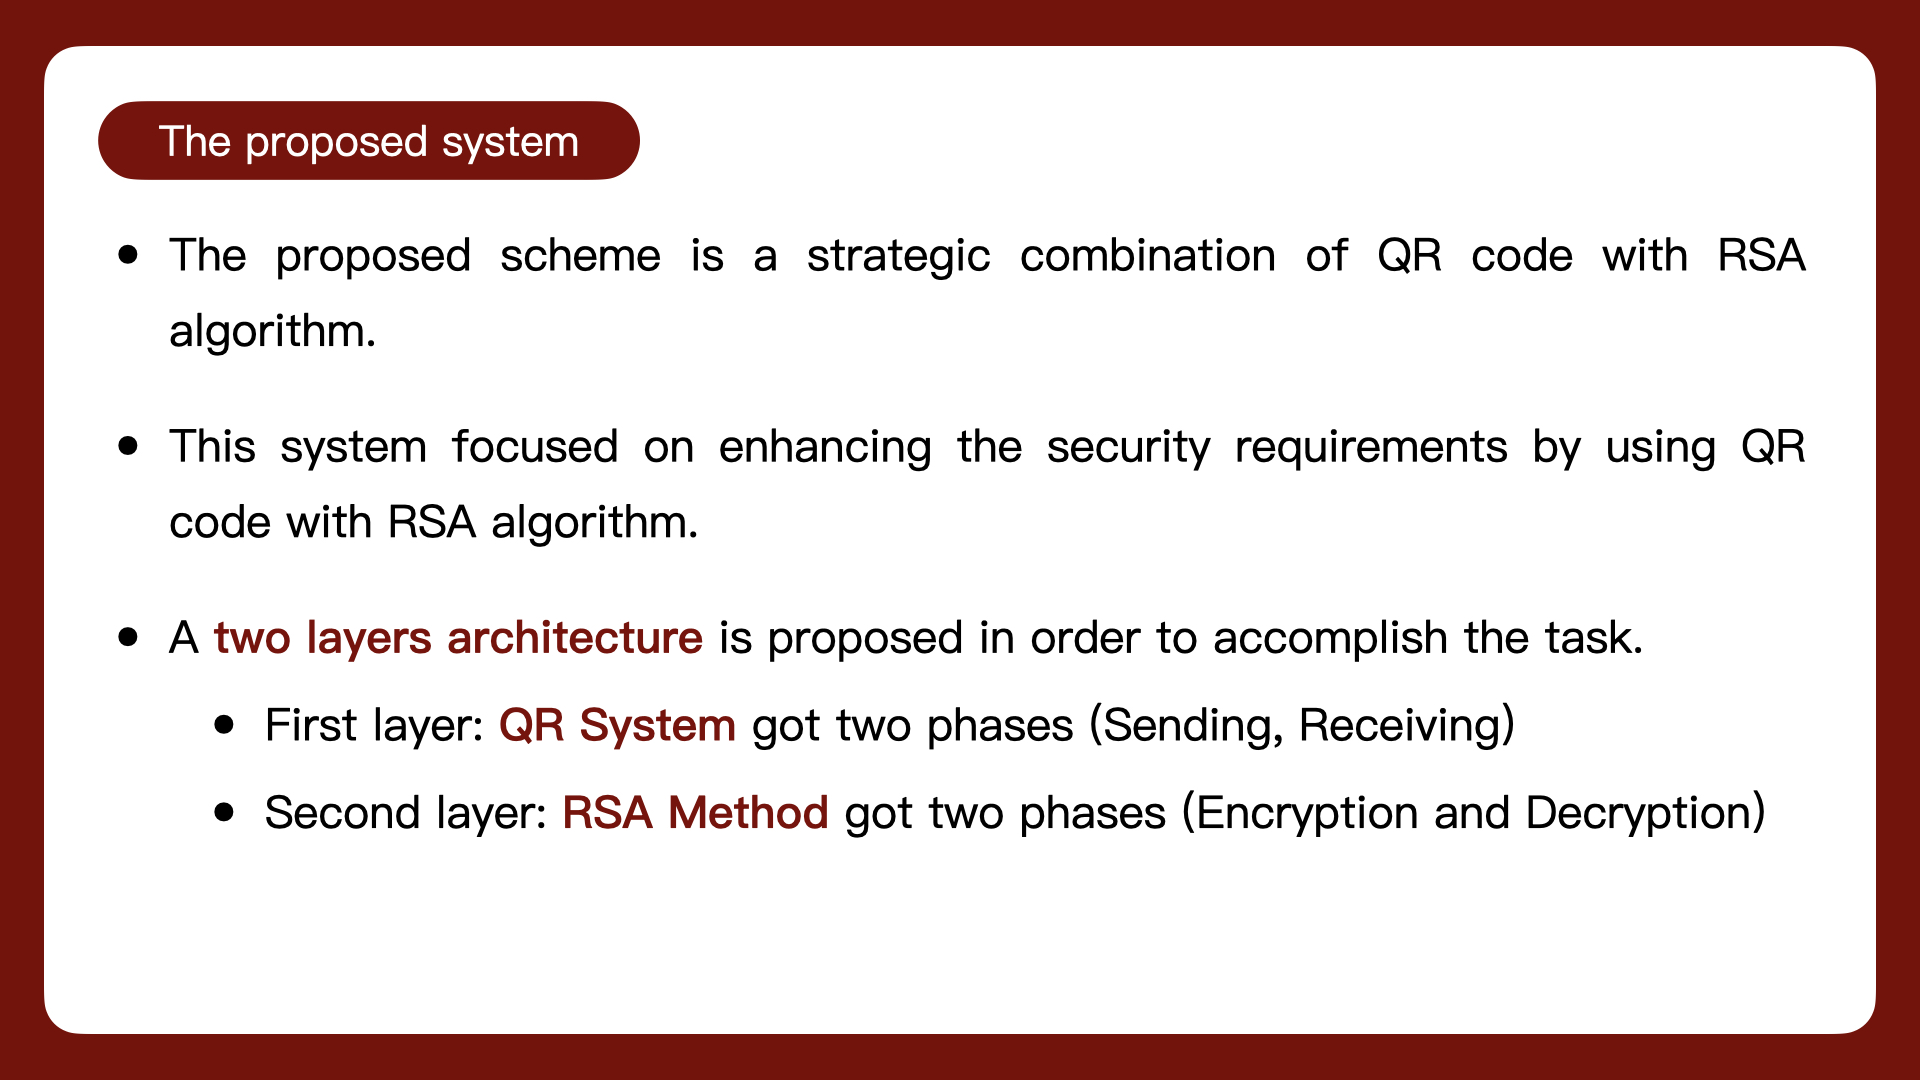 The proposed system
• The proposed scheme is a strategic combination of QR code with RSA
algorithm.
• This system focused on enhancing the security requirements by using QR
code with RSA algorithm.
• A two layers architecture is proposed in order to accomplish the task.
• First layer: QR System got two phases (Sending, Receiving)
• Second layer: RSA Method got two phases (Encryption and Decryption)